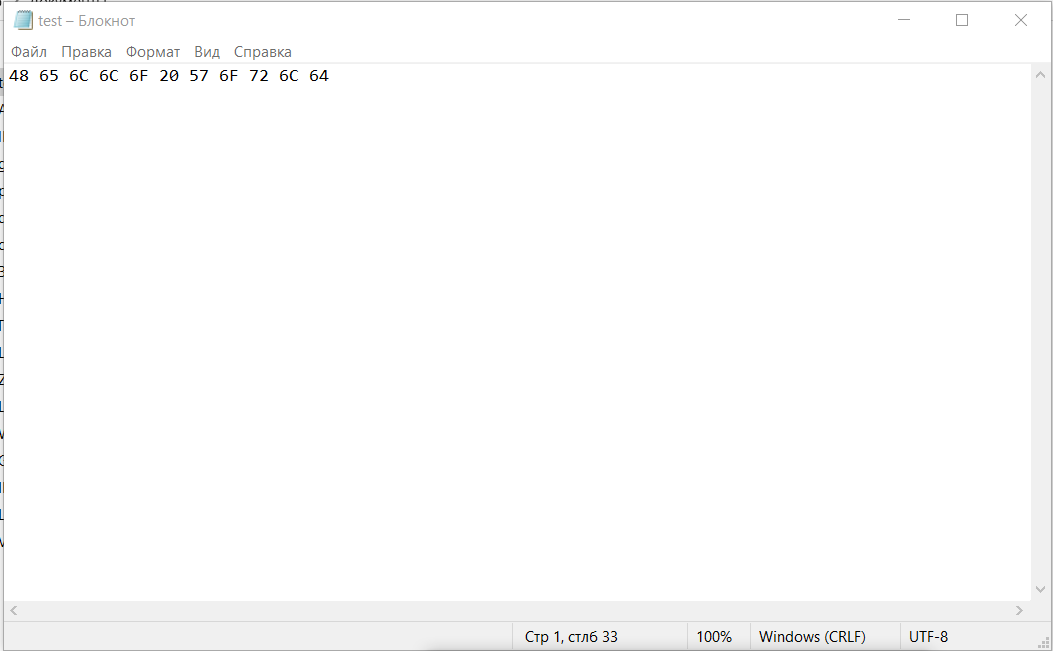 test – Блокнот
Файл Правка Формат Вид Справка
48 65 6C 6C 6F 20 57 6F 72 6C 64
Стр 1, стлб 33 100% Windows (CRLF) UTF-8